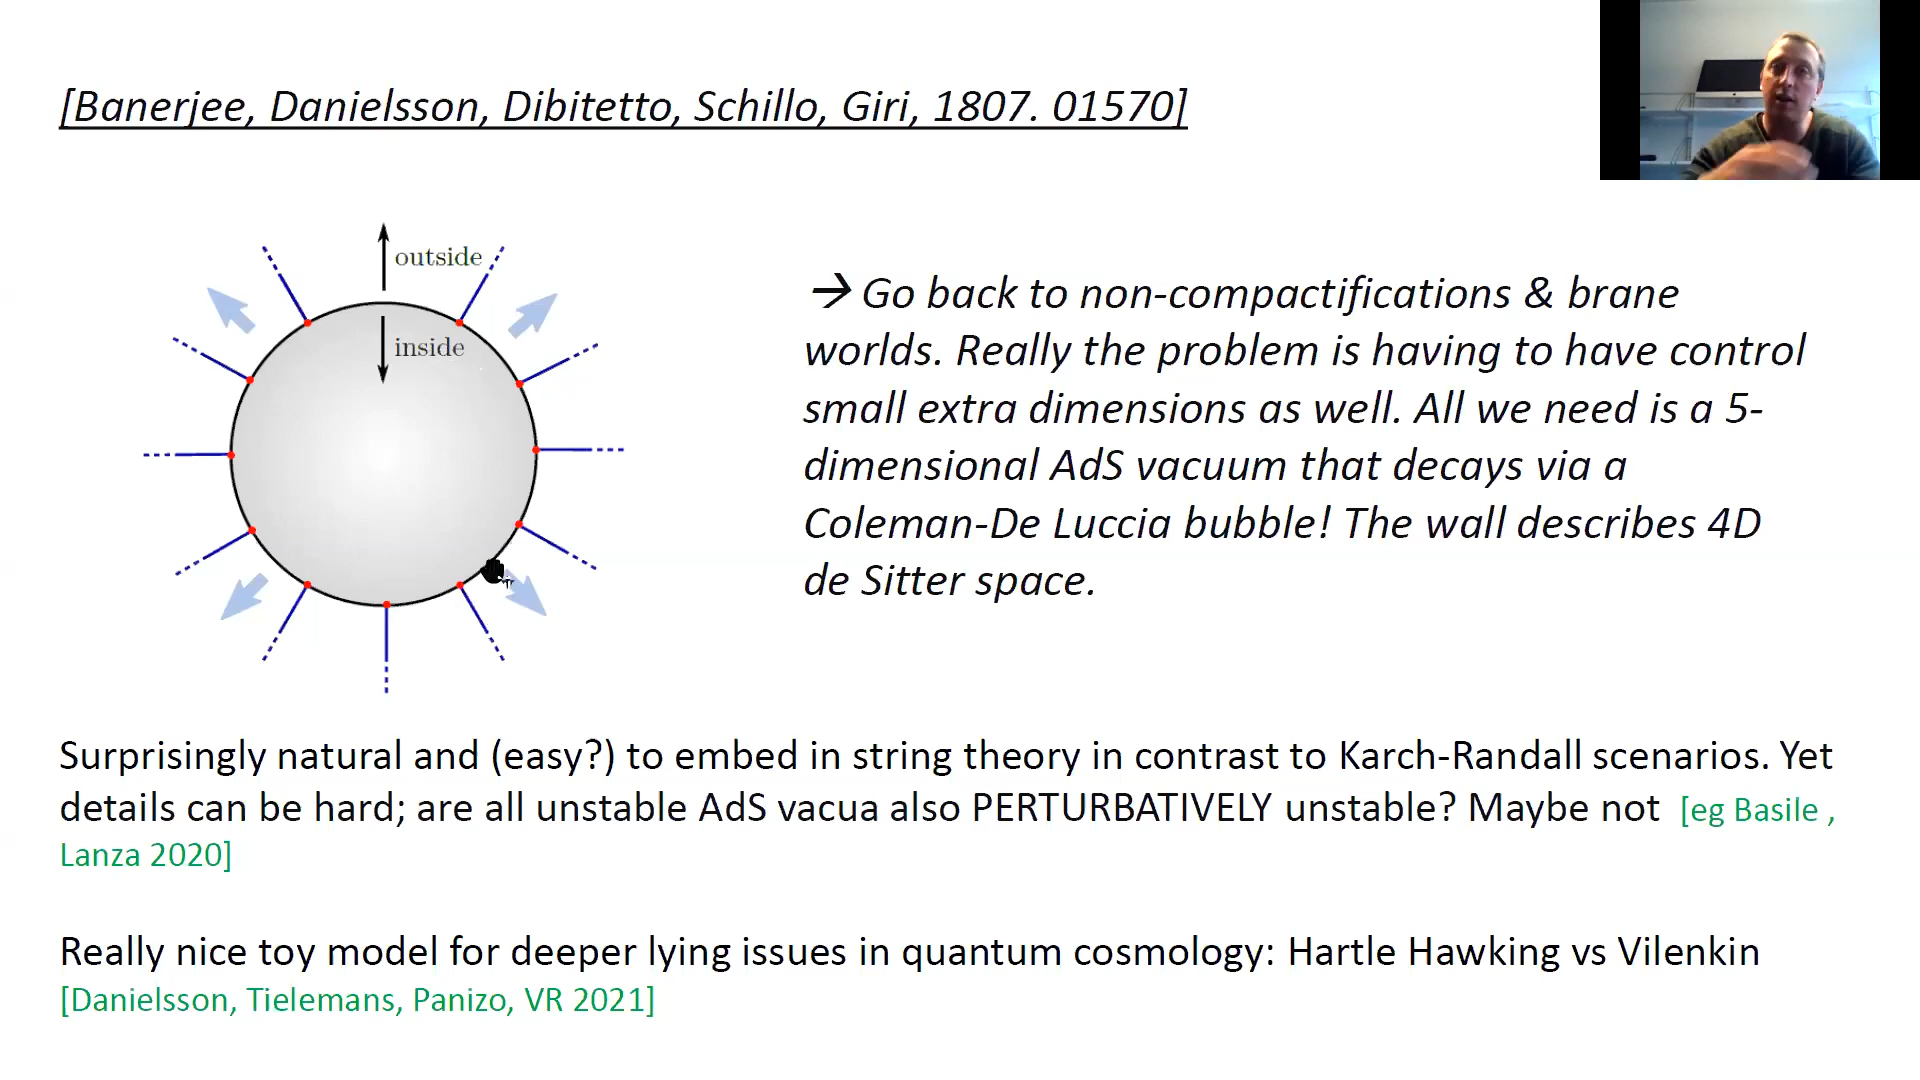 [Banerjee, Danielsson, Dibitetto, Schillo, Giri, 1807. 01570]
outside
inside
→ Go back to non-compactifications & brane
worlds. Really the problem is having to have control
small extra dimensions as well. All we need is a 5-
dimensional AdS vacuum that decays via a
Coleman-De Luccia bubble! The wall describes 4D
de Sitter space.
Surprisingly natural and (easy?) to embed in string theory in contrast to Karch-Randall scenarios. Yet
details can be hard; are all unstable AdS vacua also PERTURBATIVELY unstable? Maybe not [eg Basile ,
Lanza 2020]
Really nice toy model for deeper lying issues in quantum cosmology: Hartle Hawking vs Vilenkin
[Danielsson, Tielemans, Panizo, VR 2021]